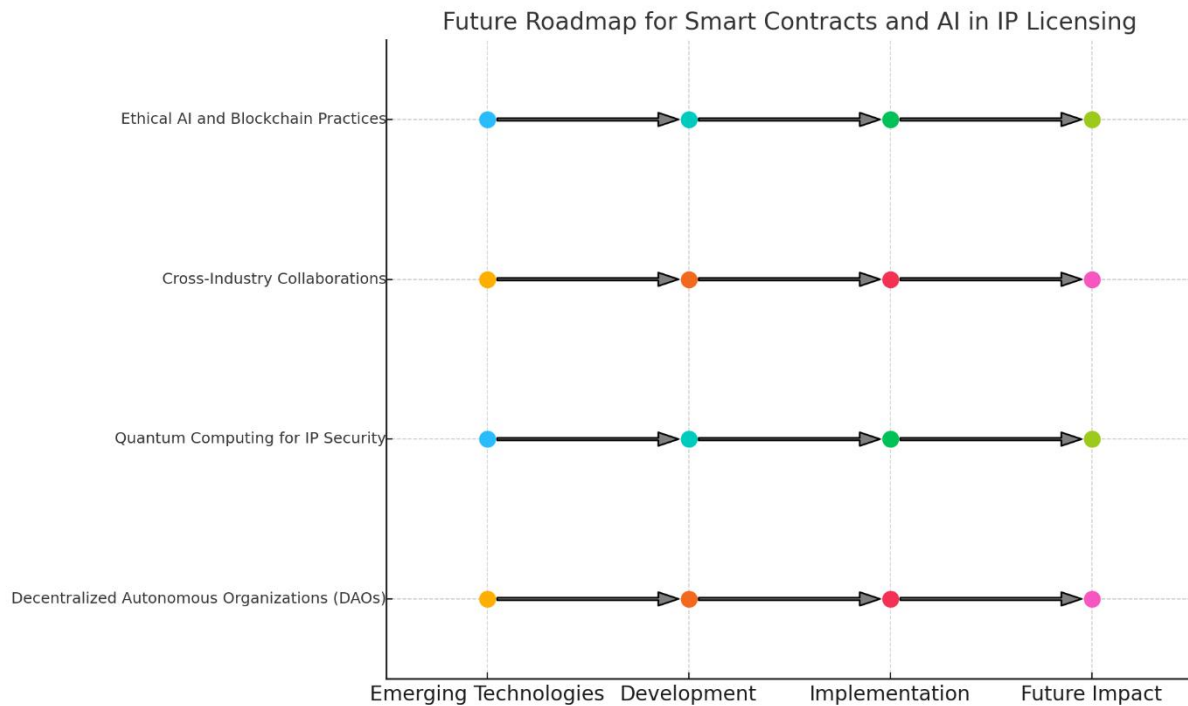 Future Roadmap for Smart Contracts and AI in IP Licensing
Ethical AI and Blockchain Practices
Cross-Industry Collaborations
Quantum Computing for IP Security
Decentralized Autonomous Organizations (DAOs)
Emerging Technologies Development Implementation Future Impact